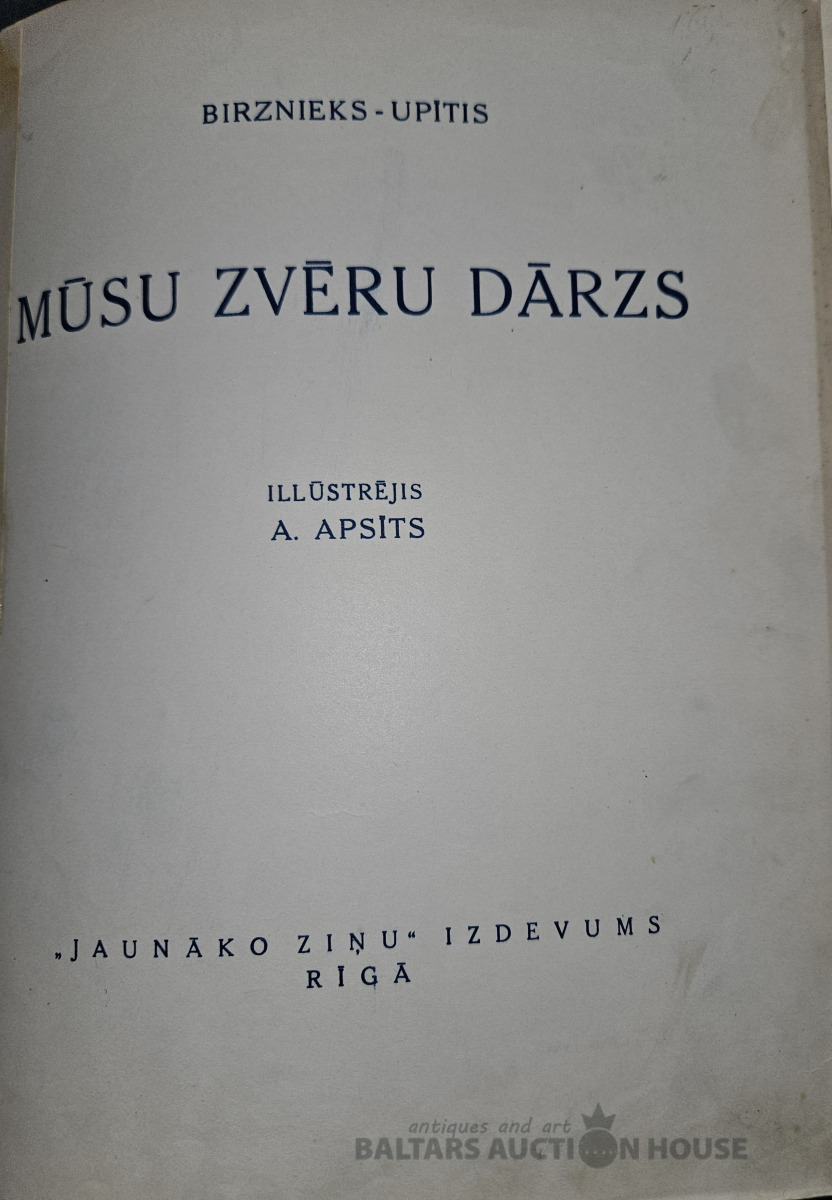 BIRZNIEKS - UPĪTIS
MŪSU ZVĒRU DĀRZS
ILLŪSTRĒJIS
A. APSĪTS
„JAUNĀKO ZIŅU“ IZDEVUMS
RĪGĀ
antiques and art
BALTARS AUCTION HOUSE